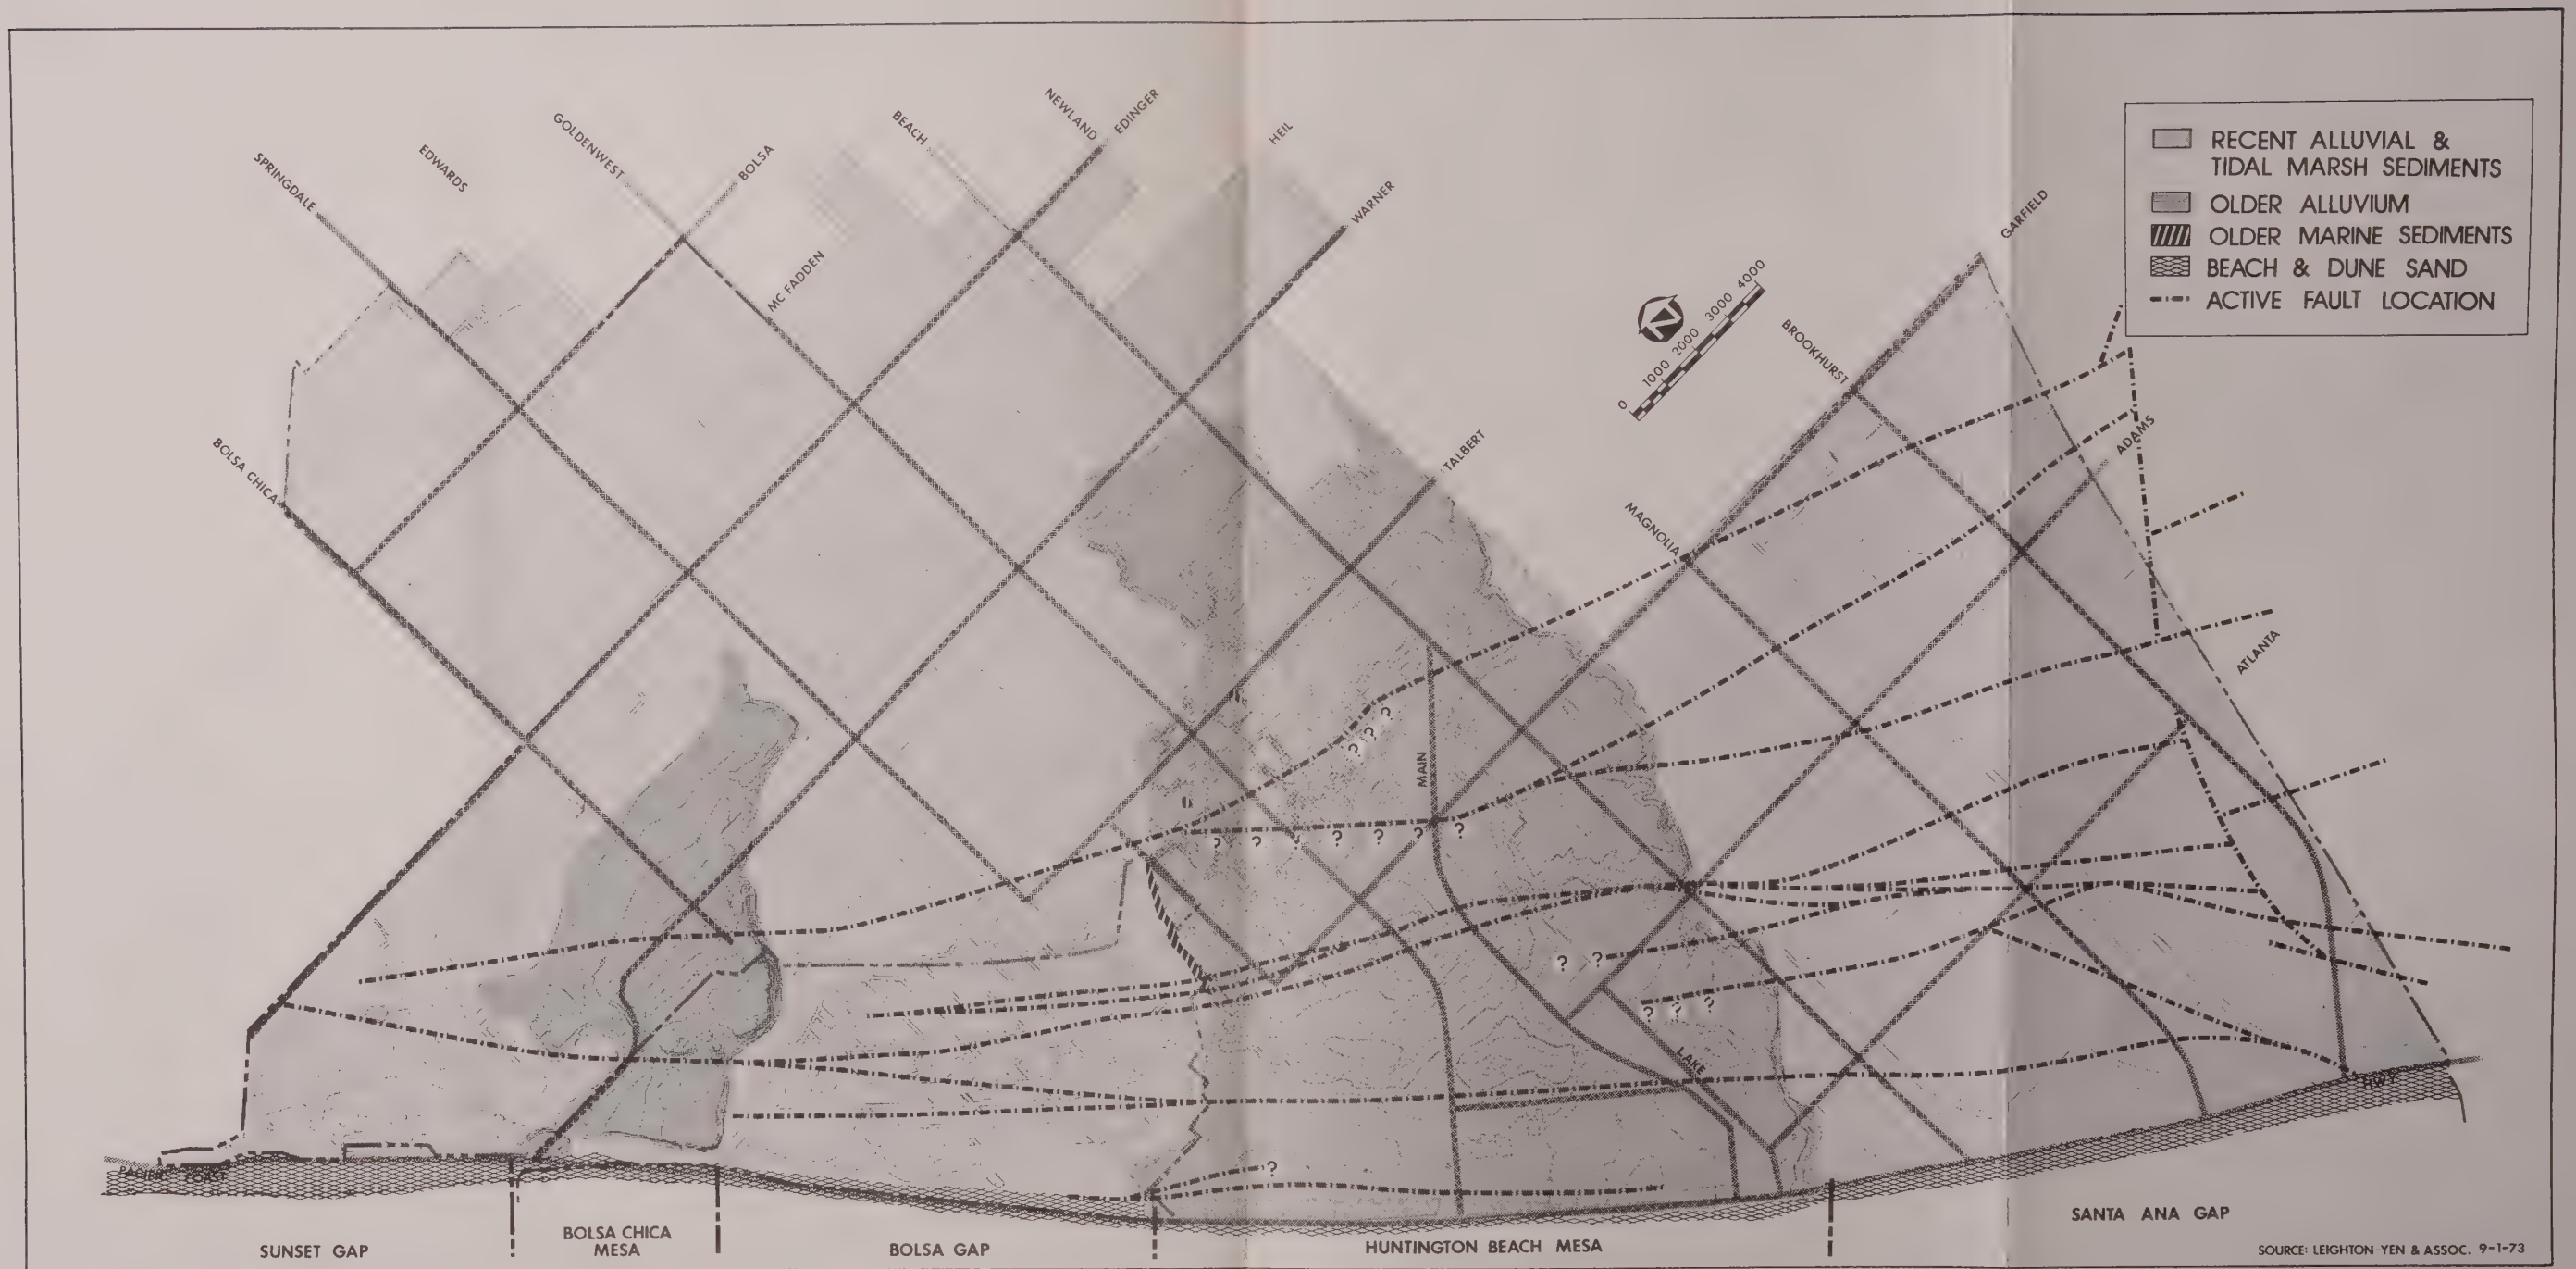 NEWLAND
EDINGER
BEACH
HEIL
GOLDENWEST
BOLSA
EDWARDS
SPRINGDALE
WARNER
MC FADDEN
GARFIELD
RECENT ALLUVIAL &
TIDAL MARSH SEDIMENTS
OLDER ALLUVIUM
OLDER MARINE SEDIMENTS
BEACH & DUNE SAND
ACTIVE FAULT LOCATION
N
0 1000 2000 3000 4000
BROOKHURST
BOLSA CHICA
TALBERT
ADAMS
MAGNOLIA
ATLANTA
? ? ?
MAIN
? ? ? ? ? ? ?
? ?
? ? ?
LAKE
HWY
PACIFIC COAST
?
SUNSET GAP
BOLSA CHICA
MESA
BOLSA GAP
HUNTINGTON BEACH MESA
SANTA ANA GAP
SOURCE: LEIGHTON-YEN & ASSOC. 9-1-73